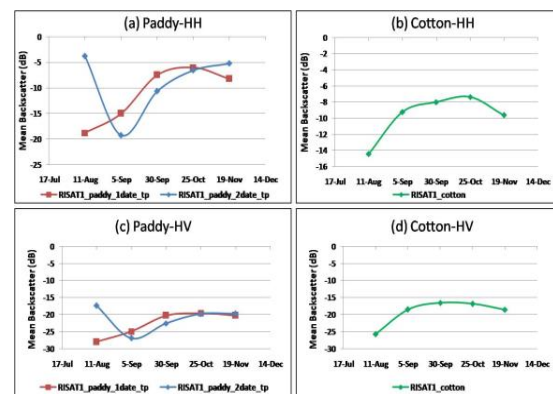 (a) Paddy-HH
Mean Backscatter (dB)
0
-5
-10
-15
-20
-25
17-Jul 11-Aug 5-Sep 30-Sep 25-Oct 19-Nov 14-Dec
RISAT1_paddy_1date_tp RISAT1_paddy_2date_tp
(b) Cotton-HH
Mean Backscatter (dB)
0
-2
-4
-6
-8
-10
-12
-14
-16
17-Jul 11-Aug 5-Sep 30-Sep 25-Oct 19-Nov 14-Dec
RISAT1_cotton
(c) Paddy-HV
Mean Backscatter (dB)
0
-5
-10
-15
-20
-25
-30
17-Jul 11-Aug 5-Sep 30-Sep 25-Oct 19-Nov 14-Dec
RISAT1_paddy_1date_tp RISAT1_paddy_2date_tp
(d) Cotton-HV
Mean Backscatter (dB)
0
-5
-10
-15
-20
-25
-30
17-Jul 11-Aug 5-Sep 30-Sep 25-Oct 19-Nov 14-Dec
RISAT1_cotton